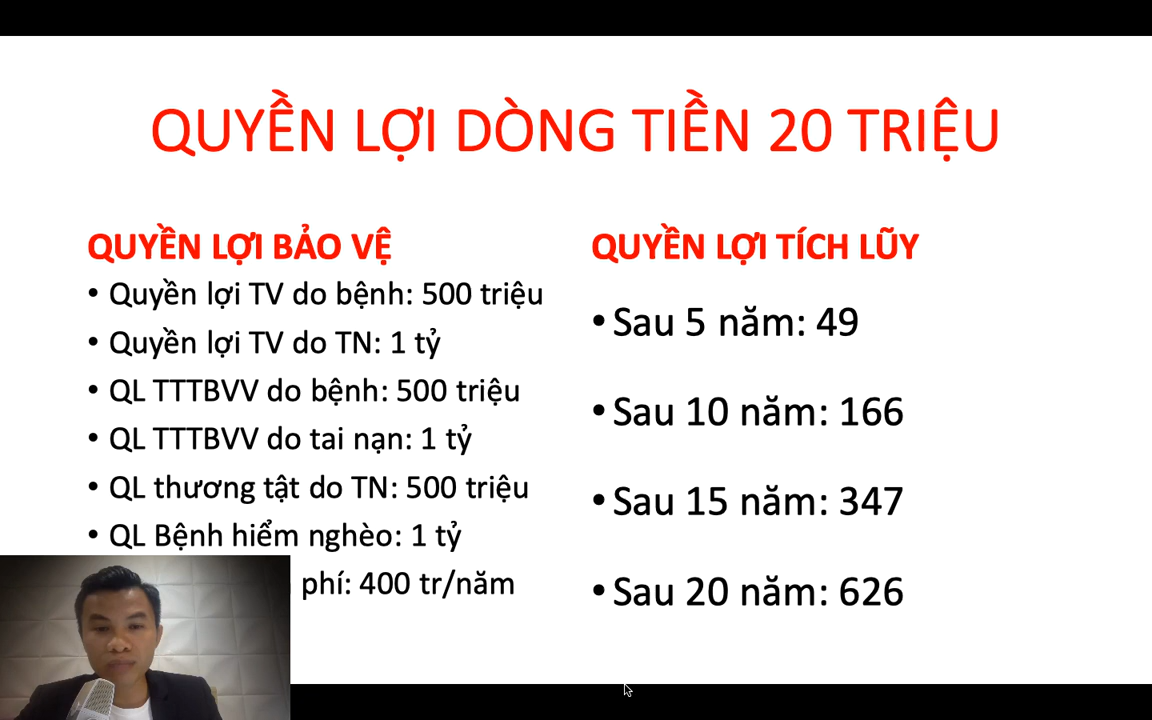 QUYỀN LỢI DÒNG TIỀN 20 TRIỆU
QUYỀN LỢI BẢO VỆ
• Quyền lợi TV do bệnh: 500 triệu
• Quyền lợi TV do TN: 1 tỷ
• QL TTTBVV do bệnh: 500 triệu
• QL TTTBVV do tai nạn: 1 tỷ
• QL thương tật do TN: 500 triệu
• QL Bệnh hiểm nghèo: 1 tỷ
phí: 400 tr/năm
QUYỀN LỢI TÍCH LŨY
• Sau 5 năm: 49
• Sau 10 năm: 166
• Sau 15 năm: 347
• Sau 20 năm: 626